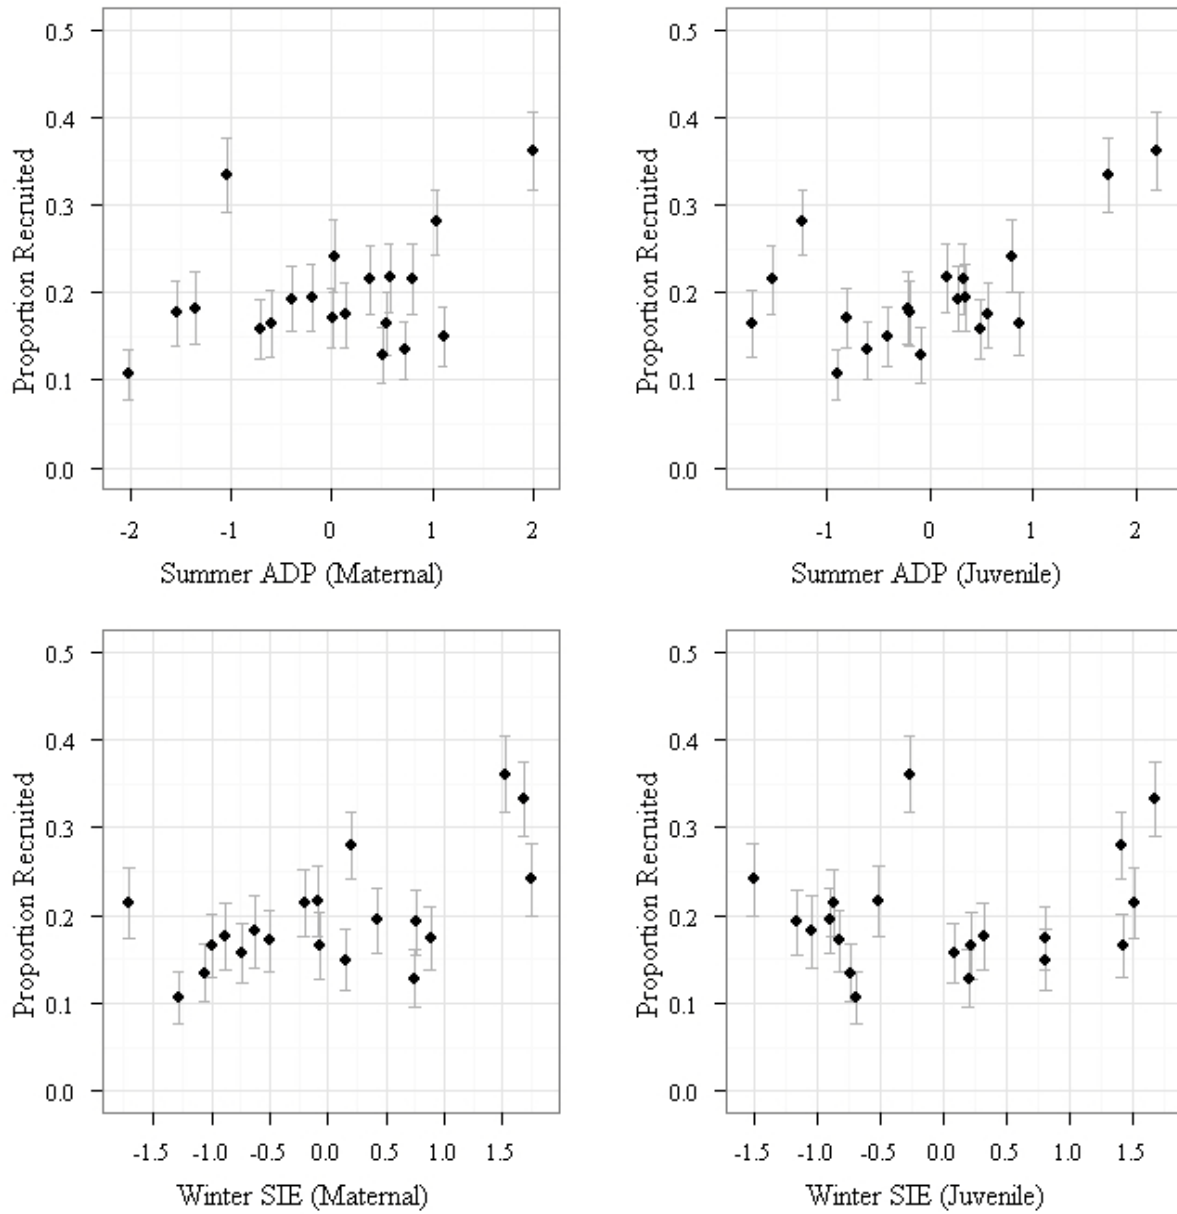 Proportion Recruited
0.5
0.4
0.3
0.2
0.1
0.0
-2 -1 0 1 2
Summer ADP (Maternal)
Proportion Recruited
0.5
0.4
0.3
0.2
0.1
0.0
-1 0 1 2
Summer ADP (Juvenile)
Proportion Recruited
0.5
0.4
0.3
0.2
0.1
0.0
-1.5 -1.0 -0.5 0.0 0.5 1.0 1.5
Winter SIE (Maternal)
Proportion Recruited
0.5
0.4
0.3
0.2
0.1
0.0
-1.5 -1.0 -0.5 0.0 0.5 1.0 1.5
Winter SIE (Juvenile)